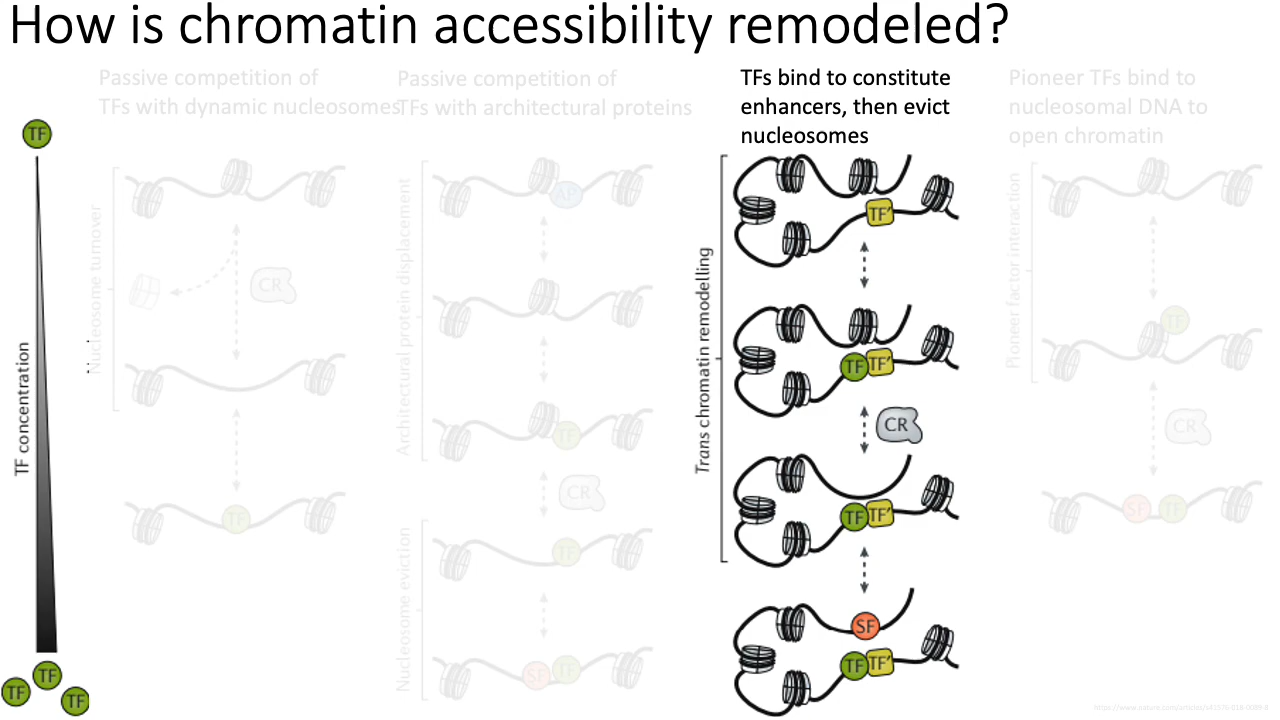 How is chromatin accessibility remodeled?
Passive competition of
TFs with dynamic nucleosomes
Passive competition of
TFs with architectural proteins
TFs bind to constitute
enhancers, then evict
nucleosomes
Pioneer TFs bind to
nucleosomal DNA to
open chromatin
TF
TF concentration
TF
TF
TF
Nucleosome turnover
CR
TF
Architectural protein displacement
AP
TF
CR
Nucleosome eviction
TF
SF TF
Trans chromatin remodelling
TF′
TF TF′
CR
TF TF′
SF
TF TF′
Pioneer factor interaction
TF
CR
SF TF